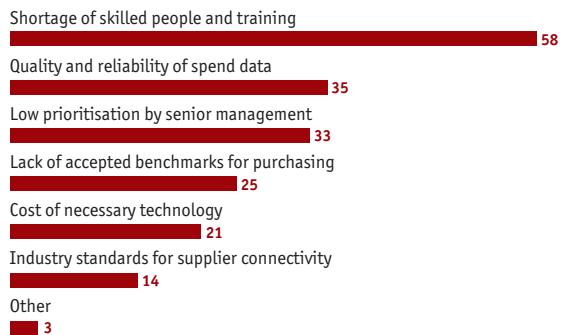 Shortage of skilled people and training
58
Quality and reliability of spend data
35
Low prioritisation by senior management
33
Lack of accepted benchmarks for purchasing
25
Cost of necessary technology
21
Industry standards for supplier connectivity
14
Other
3